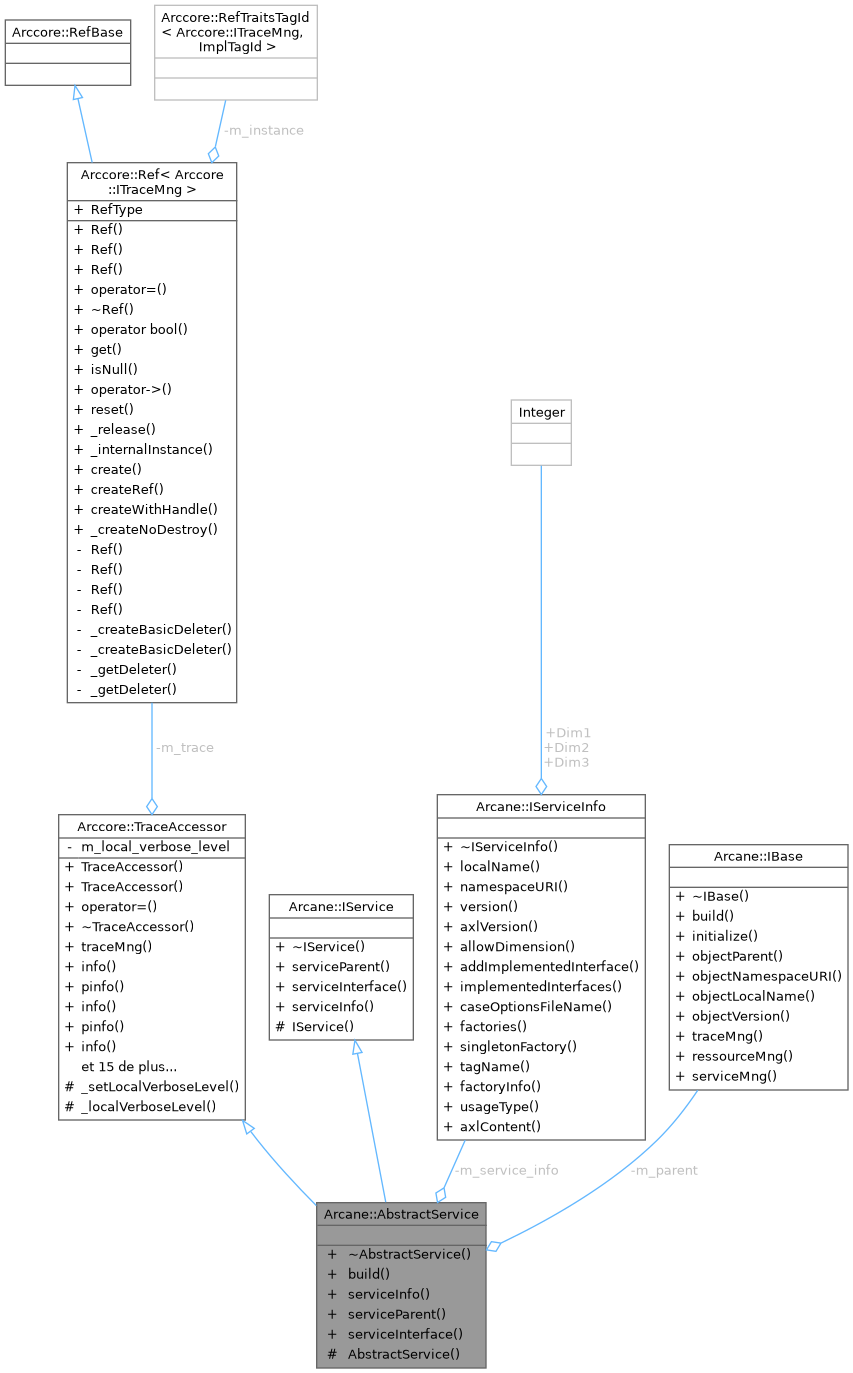 Arccore::RefBase
Arccore::RefTraitsTagId
< Arccore::ITraceMng,
ImplTagId >
-m_instance
Arccore::Ref< Arccore
::ITraceMng >
+ RefType
+ Ref()
+ Ref()
+ Ref()
+ operator=()
+ ~Ref()
+ operator bool()
+ get()
+ isNull()
+ operator->()
+ reset()
+ _release()
+ _internalInstance()
+ create()
+ createRef()
+ createWithHandle()
+ _createNoDestroy()
- Ref()
- Ref()
- Ref()
- Ref()
- _createBasicDeleter()
- _createBasicDeleter()
- _getDeleter()
- _getDeleter()
-m_trace
Integer
+Dim1
+Dim2
+Dim3
Arccore::TraceAccessor
- m_local_verbose_level
+ TraceAccessor()
+ TraceAccessor()
+ operator=()
+ ~TraceAccessor()
+ traceMng()
+ info()
+ pinfo()
+ info()
+ pinfo()
+ info()
et 15 de plus...
# _setLocalVerboseLevel()
# _localVerboseLevel()
Arcane::IService
+ ~IService()
+ serviceParent()
+ serviceInterface()
+ serviceInfo()
# IService()
Arcane::IServiceInfo
+ ~IServiceInfo()
+ localName()
+ namespaceURI()
+ version()
+ axlVersion()
+ allowDimension()
+ addImplementedInterface()
+ implementedInterfaces()
+ caseOptionsFileName()
+ factories()
+ singletonFactory()
+ tagName()
+ factoryInfo()
+ usageType()
+ axlContent()
Arcane::IBase
+ ~IBase()
+ build()
+ initialize()
+ objectParent()
+ objectNamespaceURI()
+ objectLocalName()
+ objectVersion()
+ traceMng()
+ ressourceMng()
+ serviceMng()
-m_service_info
-m_parent
Arcane::AbstractService
+ ~AbstractService()
+ build()
+ serviceInfo()
+ serviceParent()
+ serviceInterface()
# AbstractService()